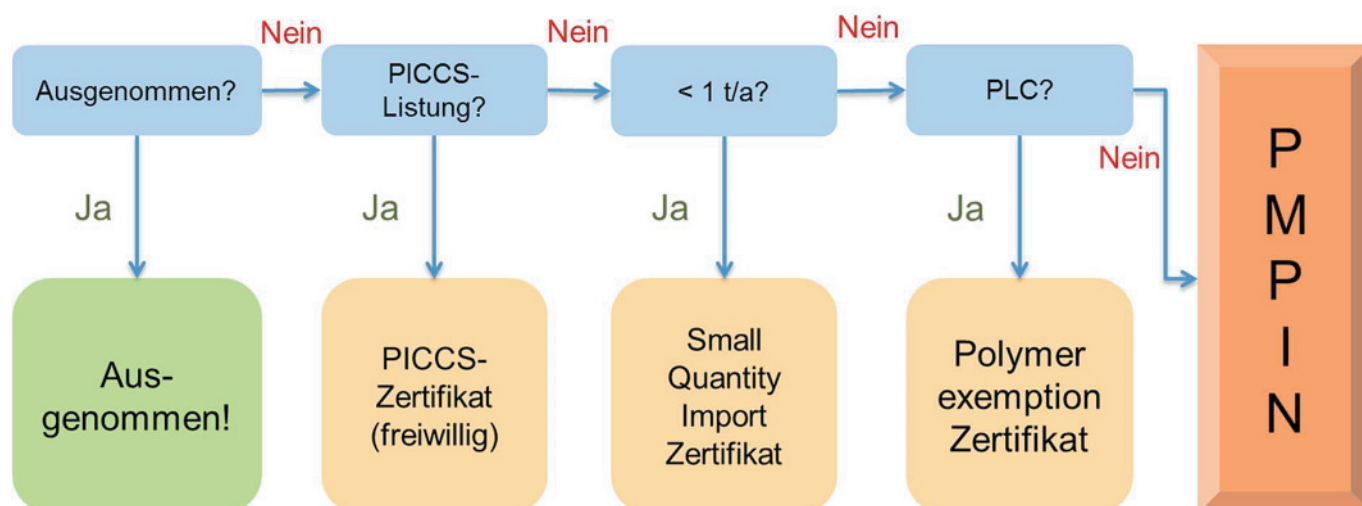 Nein
Nein
Nein
Ausgenommen?
PICCS-
Listung?
< 1 t/a?
PLC?
Nein
Ja
Ja
Ja
Ja
Aus-
genommen!
PICCS-
Zertifikat
(freiwillig)
Small
Quantity
Import
Zertifikat
Polymer
exemption
Zertifikat
P
M
P
I
N